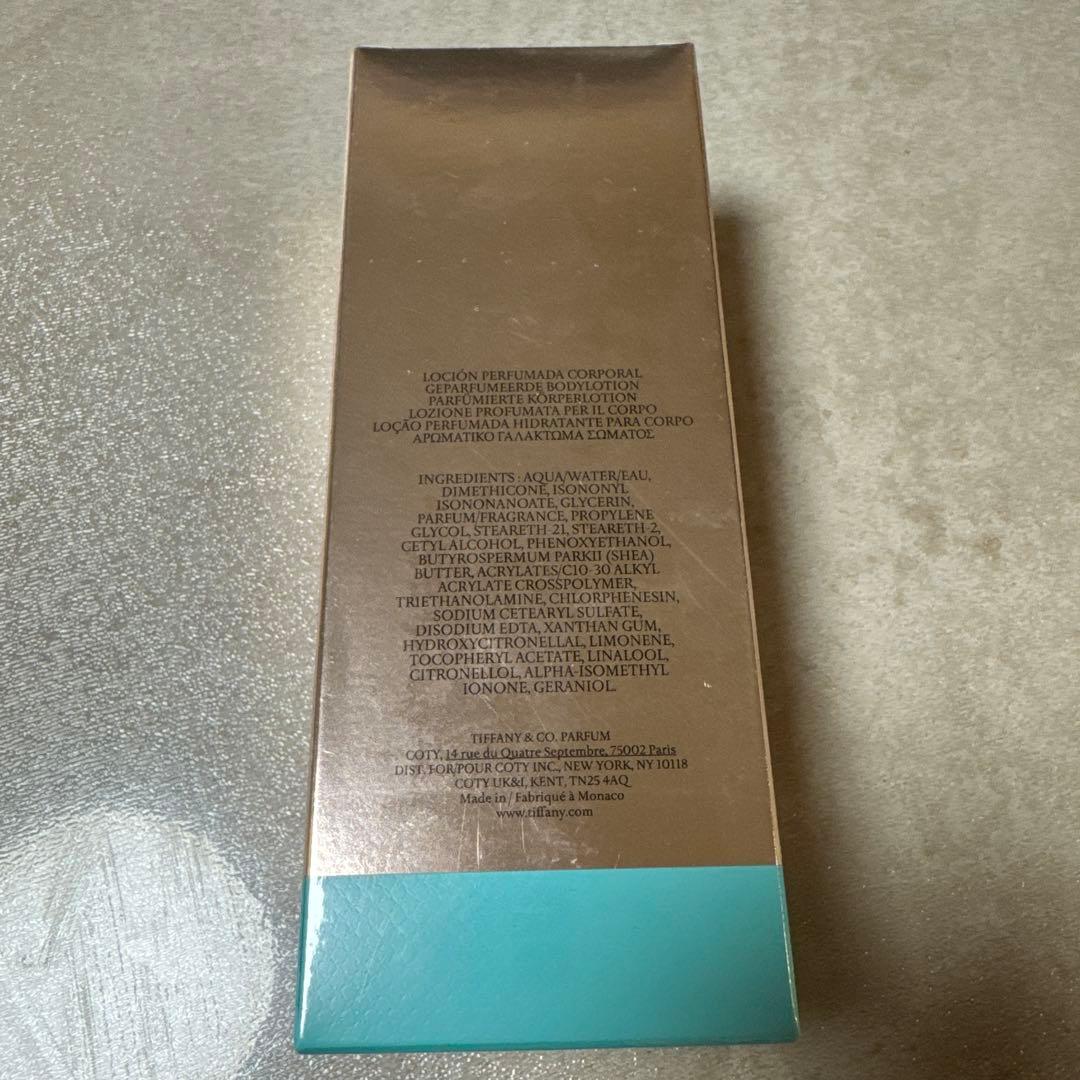 LOCIÓN PERFUMADA CORPORAL
GEPARFUMEERDE BODYLOTION
PARFÜMIERTE KÖRPERLOTION
LOZIONE PROFUMATA PER IL CORPO
LOÇÃO PERFUMADA HIDRATANTE PARA CORPO
ΑΡΩΜΑΤΙΚΟ ΓΑΛΑΚΤΩΜΑ ΣΩΜΑΤΟΣ
INGREDIENTS : AQUA/WATER/EAU,
DIMETHICONE, ISONONYL
ISONONANOATE, GLYCERIN,
PARFUM/FRAGRANCE, PROPYLENE
GLYCOL, STEARETH-21, STEARETH-2,
CETYL ALCOHOL, PHENOXYETHANOL,
BUTYROSPERMUM PARKII (SHEA)
BUTTER, ACRYLATES/C10-30 ALKYL
ACRYLATE CROSSPOLYMER,
TRIETHANOLAMINE, CHLORPHENESIN,
SODIUM CETEARYL SULFATE,
DISODIUM EDTA, XANTHAN GUM,
HYDROXYCITRONELLAL, LIMONENE,
TOCOPHERYL ACETATE, LINALOOL,
CITRONELLOL, ALPHA-ISOMETHYL
IONONE, GERANIOL.
TIFFANY & CO. PARFUM
COTY, 14 rue du Quatre Septembre, 75002 Paris
DIST. FOR/POUR COTY INC., NEW YORK, NY 10118
COTY UK&I, KENT, TN25 4AQ
Made in / Fabriqué à Monaco
www.tiffany.com